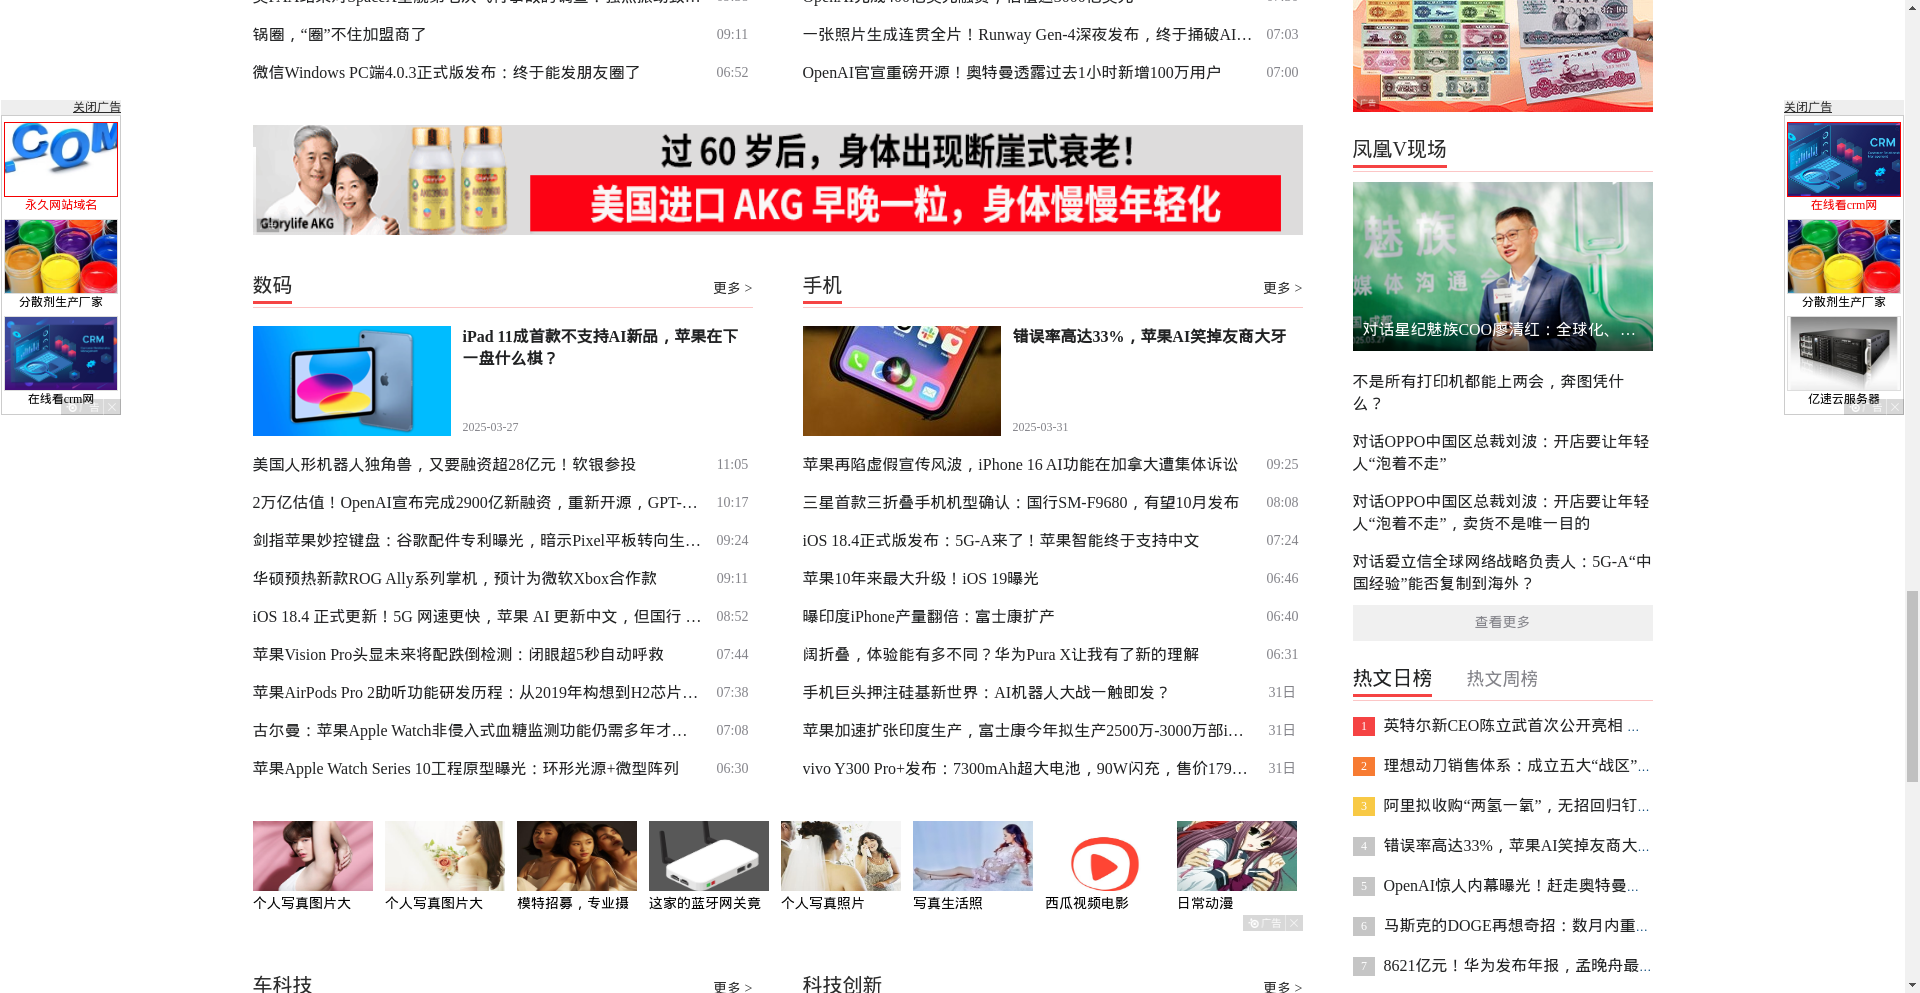 锅圈，“圈”不住加盟商了 09:11
微信Windows PC端4.0.3正式版发布：终于能发朋友圈了 06:52
一张照片生成连贯全片！Runway Gen-4深夜发布，终于捅破AI… 07:03
OpenAI官宣重磅开源！奥特曼透露过去1小时新增100万用户 07:00
广告
关闭广告
COM
永久网站域名
分散剂生产厂家
CRM
在线看crm网
广告
过 60 岁后，身体出现断崖式衰老！
美国进口 AKG 早晚一粒，身体慢慢年轻化
Glorylife AKG
数码
更多 >
iPad 11成首款不支持AI新品，苹果在下
一盘什么棋？
2025-03-27
美国人形机器人独角兽，又要融资超28亿元！软银参投 11:05
2万亿估值！OpenAI宣布完成2900亿新融资，重新开源，GPT-… 10:17
剑指苹果妙控键盘：谷歌配件专利曝光，暗示Pixel平板转向生… 09:24
华硕预热新款ROG Ally系列掌机，预计为微软Xbox合作款 09:11
iOS 18.4 正式更新！5G 网速更快，苹果 AI 更新中文，但国行 … 08:52
苹果Vision Pro头显未来将配跌倒检测：闭眼超5秒自动呼救 07:44
苹果AirPods Pro 2助听功能研发历程：从2019年构想到H2芯片… 07:38
古尔曼：苹果Apple Watch非侵入式血糖监测功能仍需多年才… 07:08
苹果Apple Watch Series 10工程原型曝光：环形光源+微型阵列 06:30
手机
更多 >
错误率高达33%，苹果AI笑掉友商大牙
2025-03-31
苹果再陷虚假宣传风波，iPhone 16 AI功能在加拿大遭集体诉讼 09:25
三星首款三折叠手机机型确认：国行SM-F9680，有望10月发布 08:08
iOS 18.4正式版发布：5G-A来了！苹果智能终于支持中文 07:24
苹果10年来最大升级！iOS 19曝光 06:46
曝印度iPhone产量翻倍：富士康扩产 06:40
阔折叠，体验能有多不同？华为Pura X让我有了新的理解 06:31
手机巨头押注硅基新世界：AI机器人大战一触即发？ 31日
苹果加速扩张印度生产，富士康今年拟生产2500万-3000万部i… 31日
vivo Y300 Pro+发布：7300mAh超大电池，90W闪充，售价179… 31日
个人写真图片大
个人写真图片大
模特招募，专业摄
这家的蓝牙网关竟
个人写真照片
写真生活照
西瓜视频电影
日常动漫
广告
车科技
更多 >
科技创新
更多 >
凤凰V现场
魅族
媒体沟通会
对话星纪魅族COO廖清红：全球化、…
不是所有打印机都能上两会，奔图凭什
么？
对话OPPO中国区总裁刘波：开店要让年轻
人“泡着不走”
对话OPPO中国区总裁刘波：开店要让年轻
人“泡着不走”，卖货不是唯一目的
对话爱立信全球网络战略负责人：5G-A“中
国经验”能否复制到海外？
查看更多
热文日榜
热文周榜
1 英特尔新CEO陈立武首次公开亮相 …
2 理想动刀销售体系：成立五大“战区”…
3 阿里拟收购“两氢一氧”，无招回归钉…
4 错误率高达33%，苹果AI笑掉友商大…
5 OpenAI惊人内幕曝光！赶走奥特曼…
6 马斯克的DOGE再想奇招：数月内重…
7 8621亿元！华为发布年报，孟晚舟最…
关闭广告
CRM
在线看crm网
分散剂生产厂家
亿速云服务器
广告